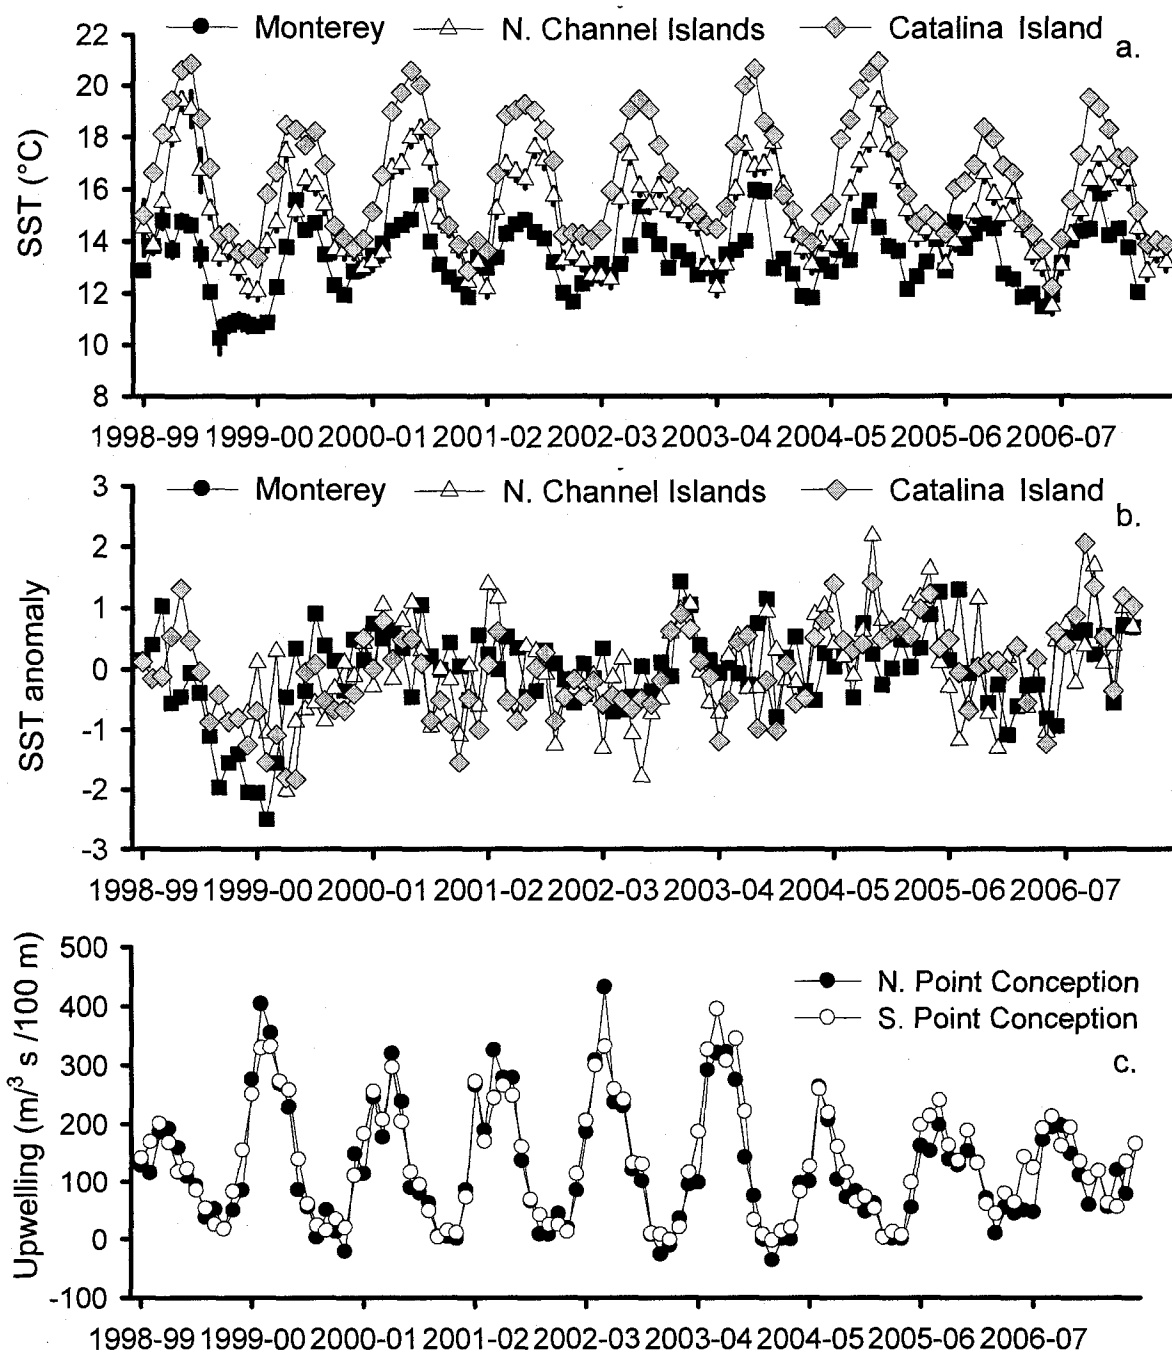 Monterey N. Channel Islands Catalina Island
a.
22
20
18
16
14
12
10
8
SST (°C)
1998-99 1999-00 2000-01 2001-02 2002-03 2003-04 2004-05 2005-06 2006-07
Monterey N. Channel Islands Catalina Island
b.
3
2
1
0
-1
-2
-3
SST anomaly
1998-99 1999-00 2000-01 2001-02 2002-03 2003-04 2004-05 2005-06 2006-07
500
400
300
200
100
0
-100
Upwelling (m/³ s /100 m)
N. Point Conception
S. Point Conception
c.
1998-99 1999-00 2000-01 2001-02 2002-03 2003-04 2004-05 2005-06 2006-07